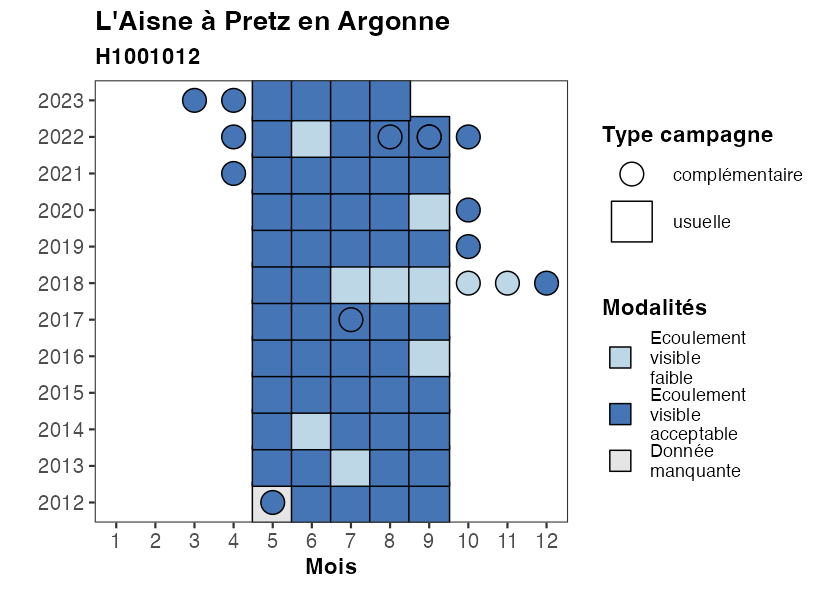 L'Aisne à Pretz en Argonne
H1001012
2023
2022
2021
2020
2019
2018
2017
2016
2015
2014
2013
2012
1 2 3 4 5 6 7 8 9 10 11 12
Mois
Type campagne
complémentaire
usuelle
Modalités
Ecoulement
visible
faible
Ecoulement
visible
acceptable
Donnée
manquante